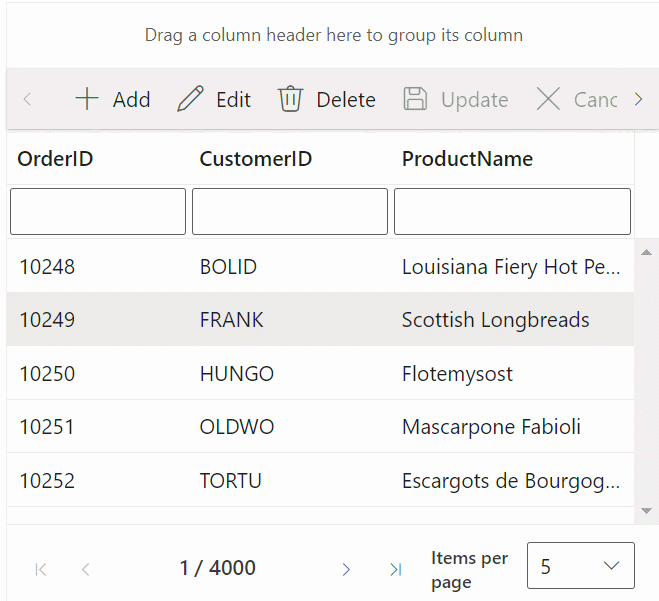 Drag a column header here to group its column
Add Edit Delete Update Canc
OrderID CustomerID ProductName
10248 BOLID Louisiana Fiery Hot Pe...
10249 FRANK Scottish Longbreads
10250 HUNGO Flotemysost
10251 OLDWO Mascarpone Fabioli
10252 TORTU Escargots de Bourgog...
1 / 4000 Items per page 5